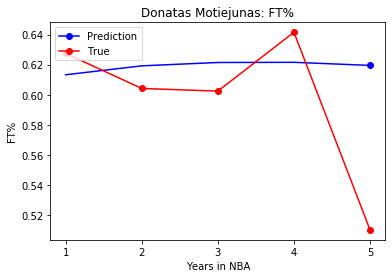 Donatas Motiejunas: FT%
Prediction
True
0.64
0.62
0.60
0.58
0.56
0.54
0.52
FT%
1
2
3
4
5
Years in NBA